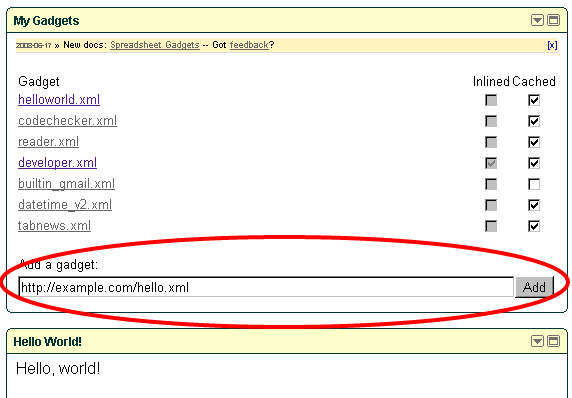 My Gadgets
2008-06-17 » New docs: Spreadsheet Gadgets -- Got feedback? [x]
Gadget Inlined Cached
helloworld.xml
codechecker.xml
reader.xml
developer.xml
builtin_gmail.xml
datetime_v2.xml
tabnews.xml
Add a gadget:
http://example.com/hello.xml Add
Hello World!
Hello, world!